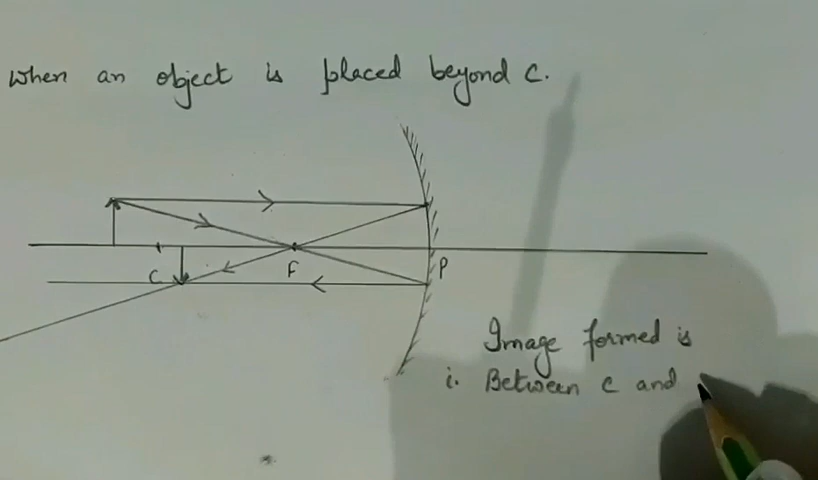 When an object is placed beyond C.
C
F
P
Image formed is
i. Between C and